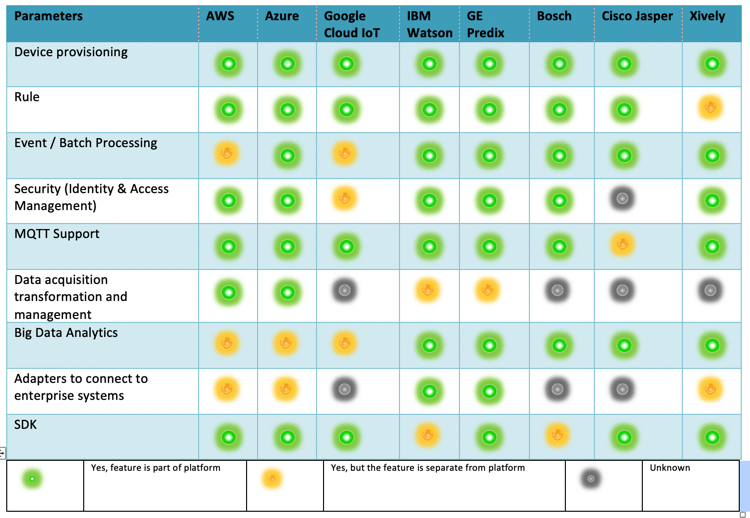 Parameters AWS Azure Google Cloud IoT IBM Watson GE Predix Bosch Cisco Jasper Xively
Device provisioning
Rule
Event / Batch Processing
Security (Identity & Access
Management)
MQTT Support
Data acquisition
transformation and
management
Big Data Analytics
Adapters to connect to
enterprise systems
SDK
Yes, feature is part of platform
Yes, but the feature is separate from platform
Unknown